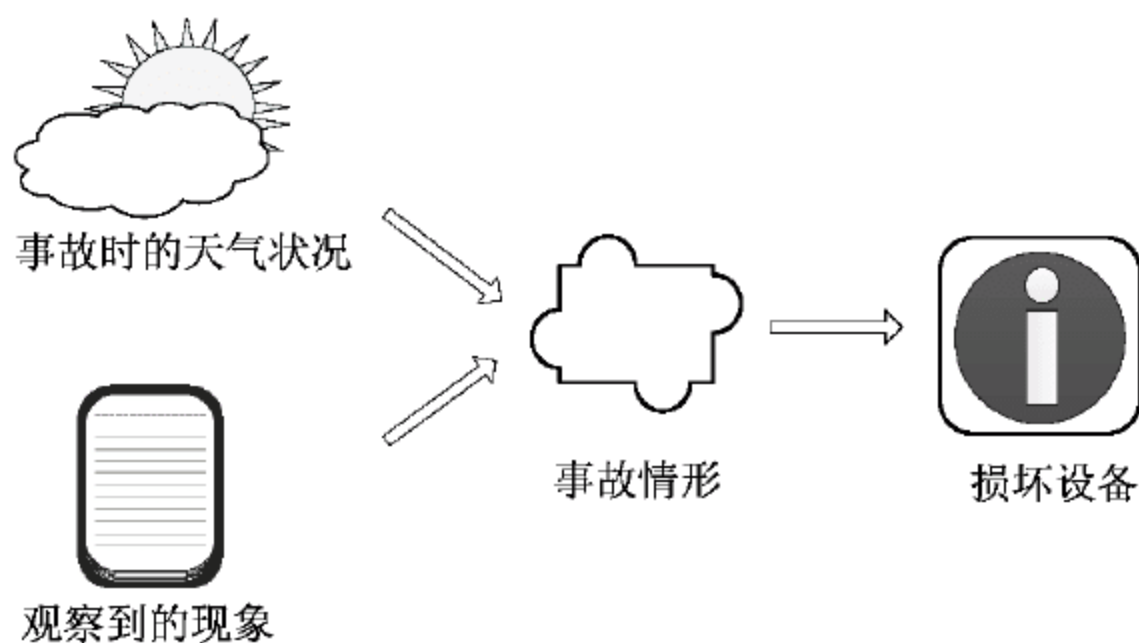 事故时的天气状况
事故情形
损坏设备
观察到的现象